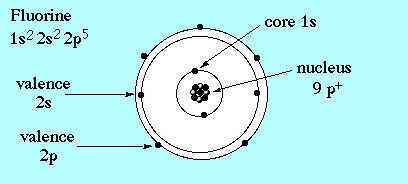 Fluorine
1s² 2s² 2p⁵
core 1s
nucleus
9 p⁺
valence
2s
valence
2p